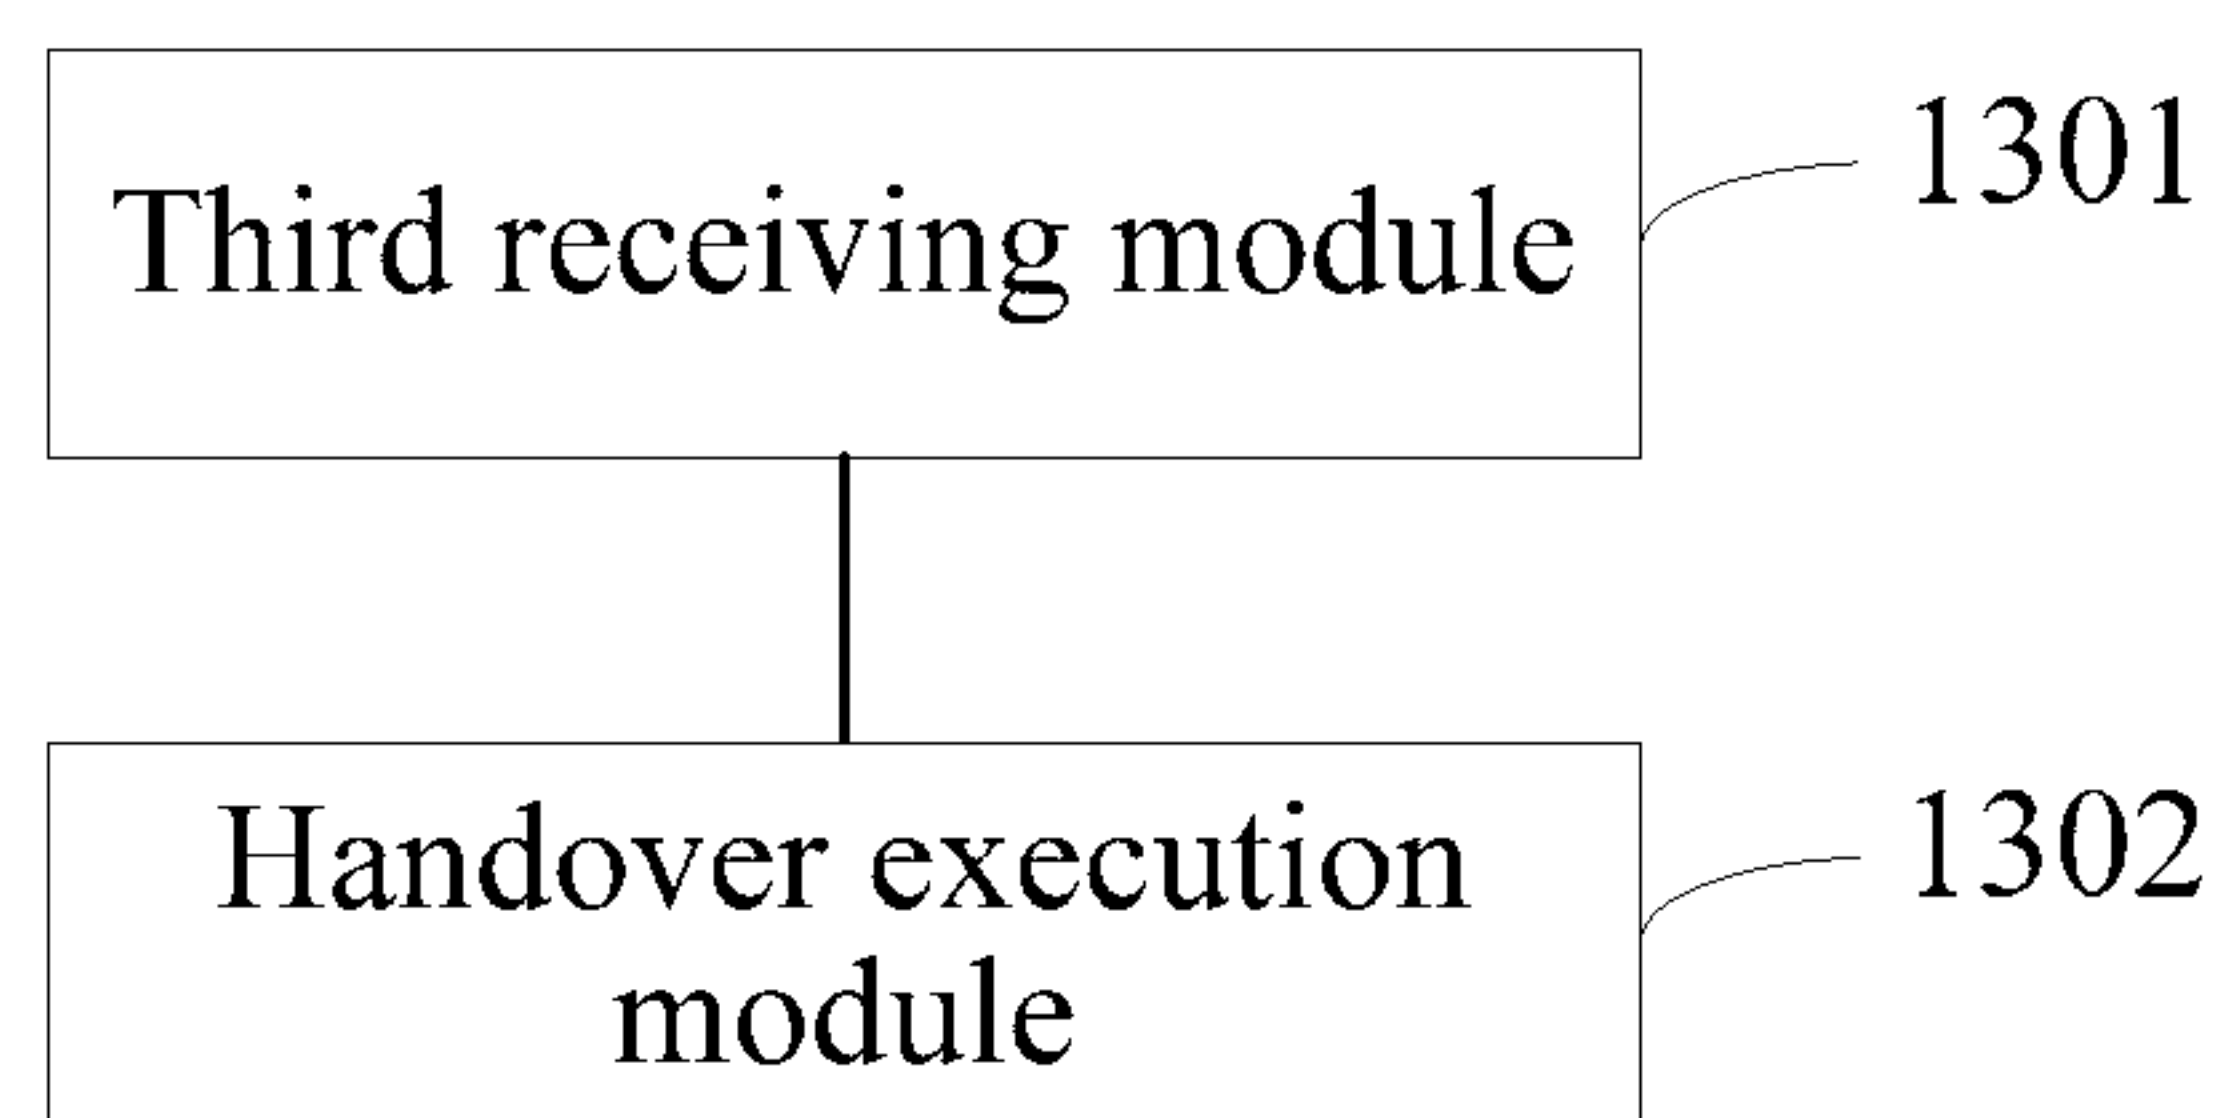 Third receiving module
1301
Handover execution
module
1302